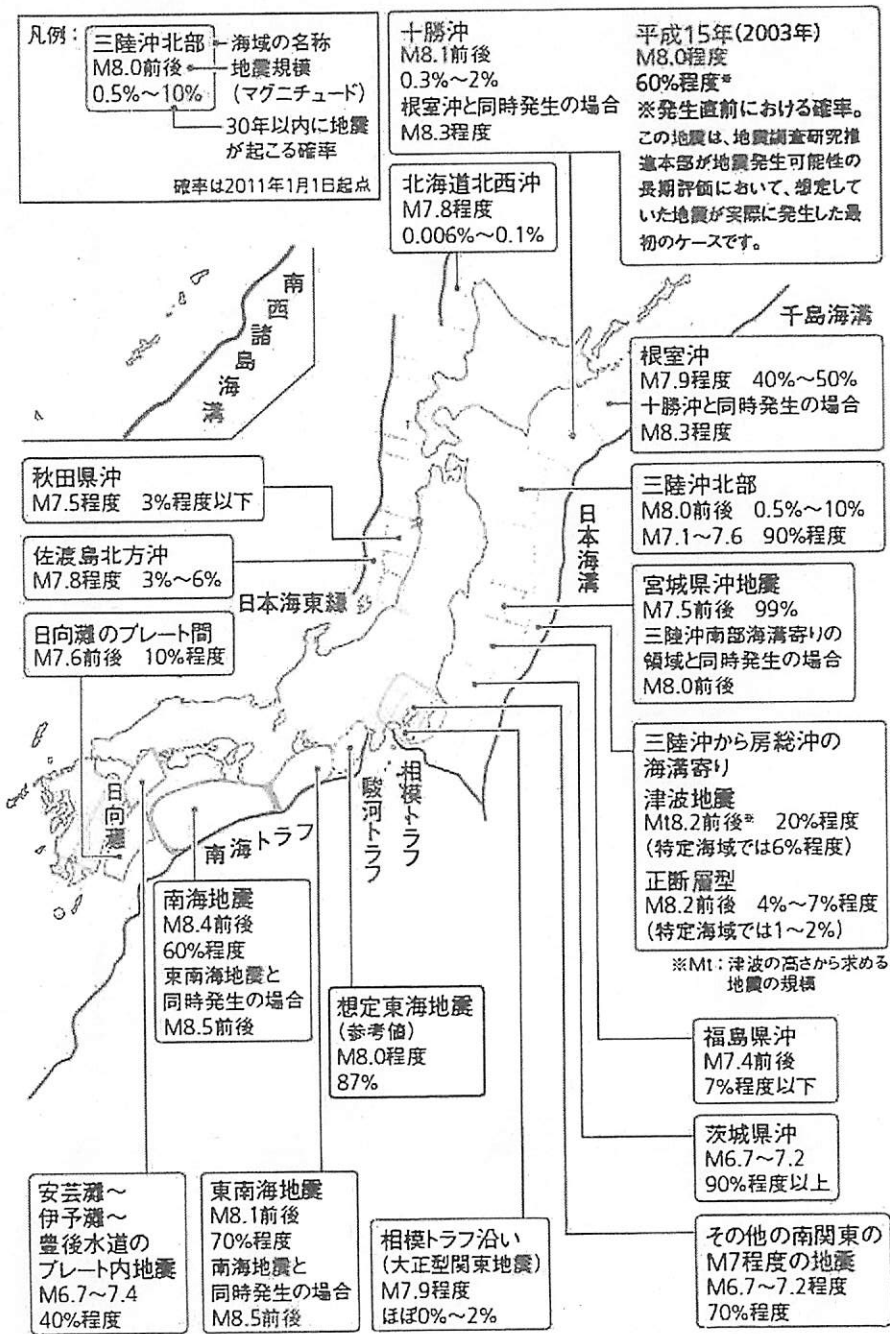 凡例：
三陸沖北部
M8.0前後
0.5%～10%
海域の名称
地震規模
(マグニチュード)
30年以内に地震
が起こる確率
確率は2011年1月1日起点
十勝沖
M8.1前後
0.3%～2%
根室沖と同時発生の場合
M8.3程度
平成15年(2003年)
M8.0程度
60%程度※
※発生直前における確率。
この地震は、地震調査研究推
進本部が地震発生可能性の
長期評価において、想定して
いた地震が実際に発生した最
初のケースです。
北海道北西沖
M7.8程度
0.006%～0.1%
南西諸島海溝
千島海溝
根室沖
M7.9程度 40%～50%
十勝沖と同時発生の場合
M8.3程度
秋田県沖
M7.5程度 3%程度以下
三陸沖北部
M8.0前後 0.5%～10%
M7.1～7.6 90%程度
日本海溝
佐渡島北方沖
M7.8程度 3%～6%
日本海東縁
宮城県沖地震
M7.5前後 99%
三陸沖南部海溝寄りの
領域と同時発生の場合
M8.0前後
日向灘のプレート間
M7.6前後 10%程度
三陸沖から房総沖の
海溝寄り
津波地震
Mt8.2前後※ 20%程度
(特定海域では6%程度)
正断層型
M8.2前後 4%～7%程度
(特定海域では1～2%)
※Mt：津波の高さから求める
地震の規模
日向灘
南海トラフ
駿河トラフ
相模トラフ
南海地震
M8.4前後
60%程度
東南海地震と
同時発生の場合
M8.5前後
想定東海地震
(参考値)
M8.0程度
87%
福島県沖
M7.4前後
7%程度以下
茨城県沖
M6.7～7.2
90%程度以上
安芸灘～
伊予灘～
豊後水道の
プレート内地震
M6.7～7.4
40%程度
東南海地震
M8.1前後
70%程度
南海地震と
同時発生の場合
M8.5前後
相模トラフ沿い
(大正型関東地震)
M7.9程度
ほぼ0%～2%
その他の南関東の
M7程度の地震
M6.7～7.2程度
70%程度